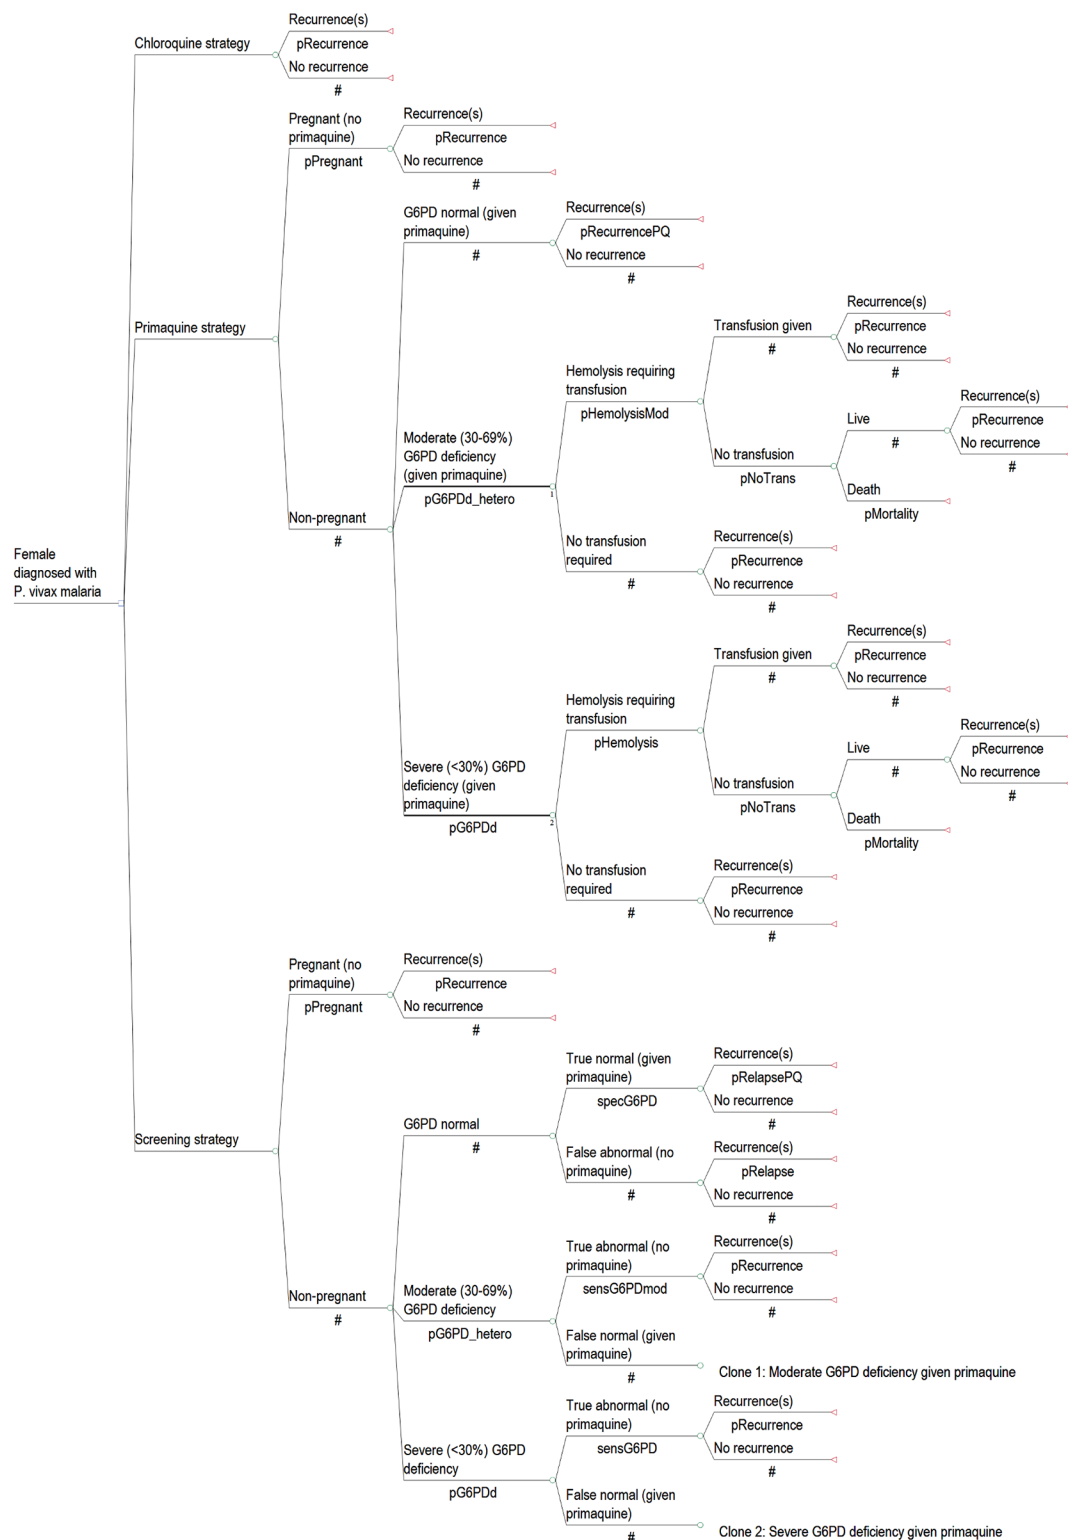 Recurrence(s)
Chloroquine strategy
pRecurrence
No recurrence
#
Pregnant (no
primaquine)
pPregnant
Recurrence(s)
pRecurrence
No recurrence
#
G6PD normal (given
primaquine)
#
Recurrence(s)
pRecurrencePQ
No recurrence
#
Primaquine strategy
Recurrence(s)
Transfusion given
pRecurrence
#
No recurrence
#
Hemolysis requiring
transfusion
pHemolysisMod
Recurrence(s)
Live
pRecurrence
#
No recurrence
#
No transfusion
pNoTrans
Death
pMortality
Moderate (30-69%)
G6PD deficiency
(given primaquine)
pG6PDd_hetero
1
Non-pregnant
#
No transfusion
required
#
Recurrence(s)
pRecurrence
No recurrence
#
Female
diagnosed with
P. vivax malaria
Recurrence(s)
Transfusion given
pRecurrence
#
No recurrence
#
Hemolysis requiring
transfusion
pHemolysis
Recurrence(s)
Live
pRecurrence
#
No recurrence
#
No transfusion
pNoTrans
Death
pMortality
Severe (<30%) G6PD
deficiency (given
primaquine)
pG6PDd
2
No transfusion
required
#
Recurrence(s)
pRecurrence
No recurrence
#
Pregnant (no
primaquine)
pPregnant
Recurrence(s)
pRecurrence
No recurrence
#
Screening strategy
G6PD normal
#
True normal (given
primaquine)
specG6PD
Recurrence(s)
pRelapsePQ
No recurrence
#
False abnormal (no
primaquine)
#
Recurrence(s)
pRelapse
No recurrence
#
Non-pregnant
#
Moderate (30-69%)
G6PD deficiency
pG6PD_hetero
True abnormal (no
primaquine)
sensG6PDmod
Recurrence(s)
pRecurrence
No recurrence
#
False normal (given
primaquine)
#
Clone 1: Moderate G6PD deficiency given primaquine
Severe (<30%) G6PD
deficiency
pG6PDd
True abnormal (no
primaquine)
sensG6PD
Recurrence(s)
pRecurrence
No recurrence
#
False normal (given
primaquine)
#
Clone 2: Severe G6PD deficiency given primaquine